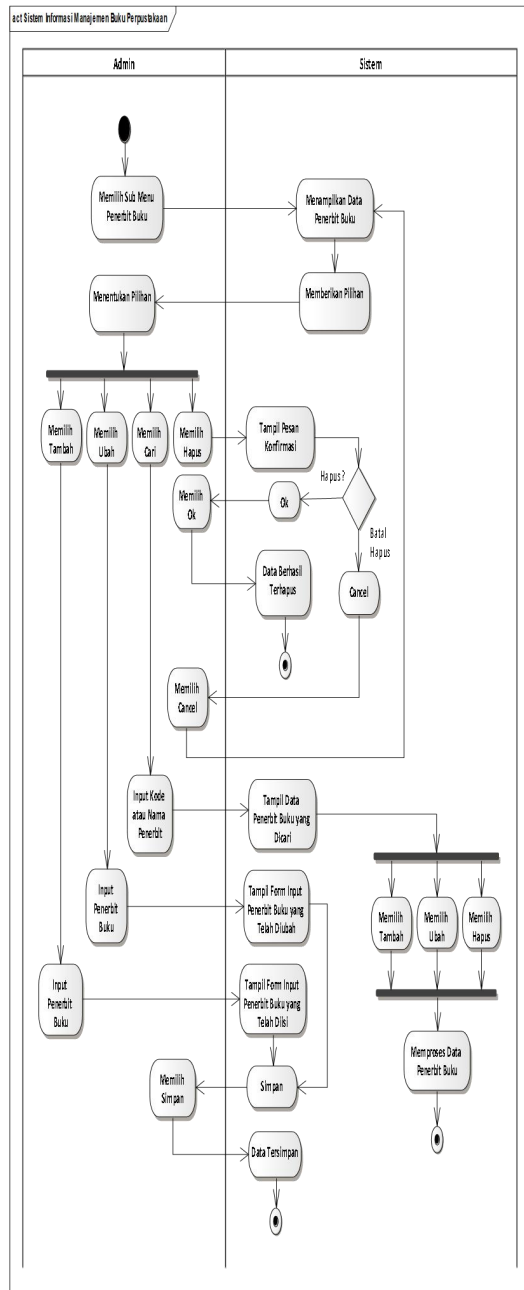 act Sistem Informasi Manajemen Buku Perpustakaan
Admin
Sistem
Memilih Sub Menu
Penerbit Buku
Menampilkan Data
Penerbit Buku
Menentukan Pilihan
Memberikan Pilihan
Memilih
Tambah
Memilih
Ubah
Memilih
Cari
Memilih
Hapus
Tampil Pesan
Konfirmasi
Hapus ?
Memilih
Ok
Ok
Batal
Hapus
Data Berhasil
Terhapus
Cancel
Memilih
Cancel
Input Kode
atau Nama
Penerbit
Tampil Data
Penerbit Buku yang
Dicari
Input
Penerbit
Buku
Tampil Form Input
Penerbit Buku yang
Telah Diubah
Memilih
Tambah
Memilih
Ubah
Memilih
Hapus
Input
Penerbit
Buku
Tampil Form Input
Penerbit Buku yang
Telah Diisi
Memproses Data
Penerbit Buku
Memilih
Simpan
Simpan
Data Tersimpan